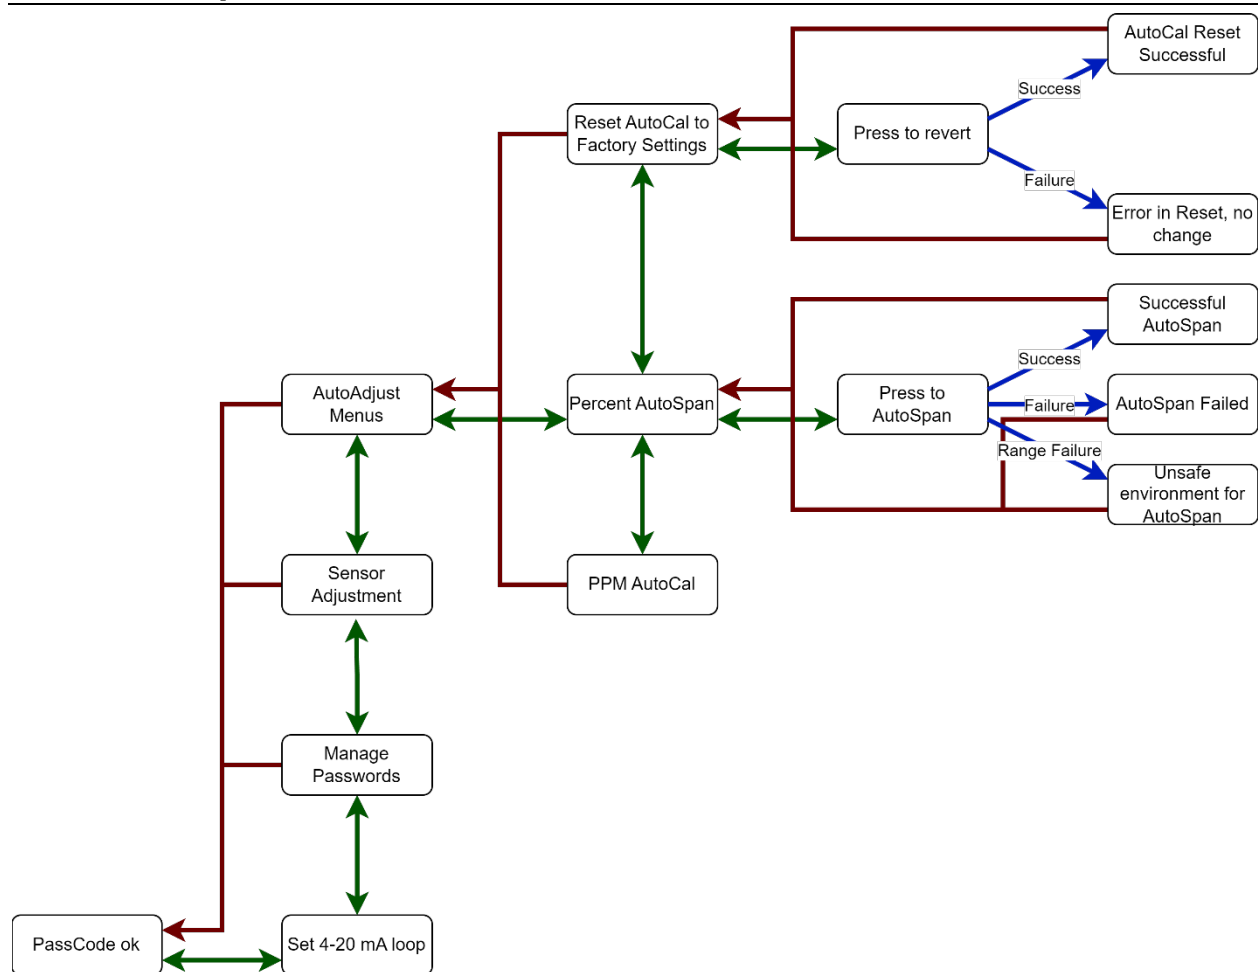 AutoCal Reset
Successful
Success
Reset AutoCal to
Factory Settings
Press to revert
Failure
Error in Reset, no
change
Successful
AutoSpan
Success
AutoAdjust
Menus
Percent AutoSpan
Press to
AutoSpan
Failure
AutoSpan Failed
Range Failure
Unsafe
environment for
AutoSpan
Sensor
Adjustment
PPM AutoCal
Manage
Passwords
PassCode ok
Set 4-20 mA loop